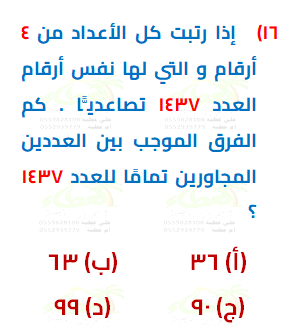 ١٦) إذا رتبت كل الأعداد من ٤
أرقام و التي لها نفس أرقام
العدد ١٤٣٧ تصاعديًّا . كم
الفرق الموجب بين العددين
المجاورين تمامًا للعدد ١٤٣٧
؟
(أ) ٣٦ (ب) ٦٣
(ج) ٩٠ (د) ٩٩